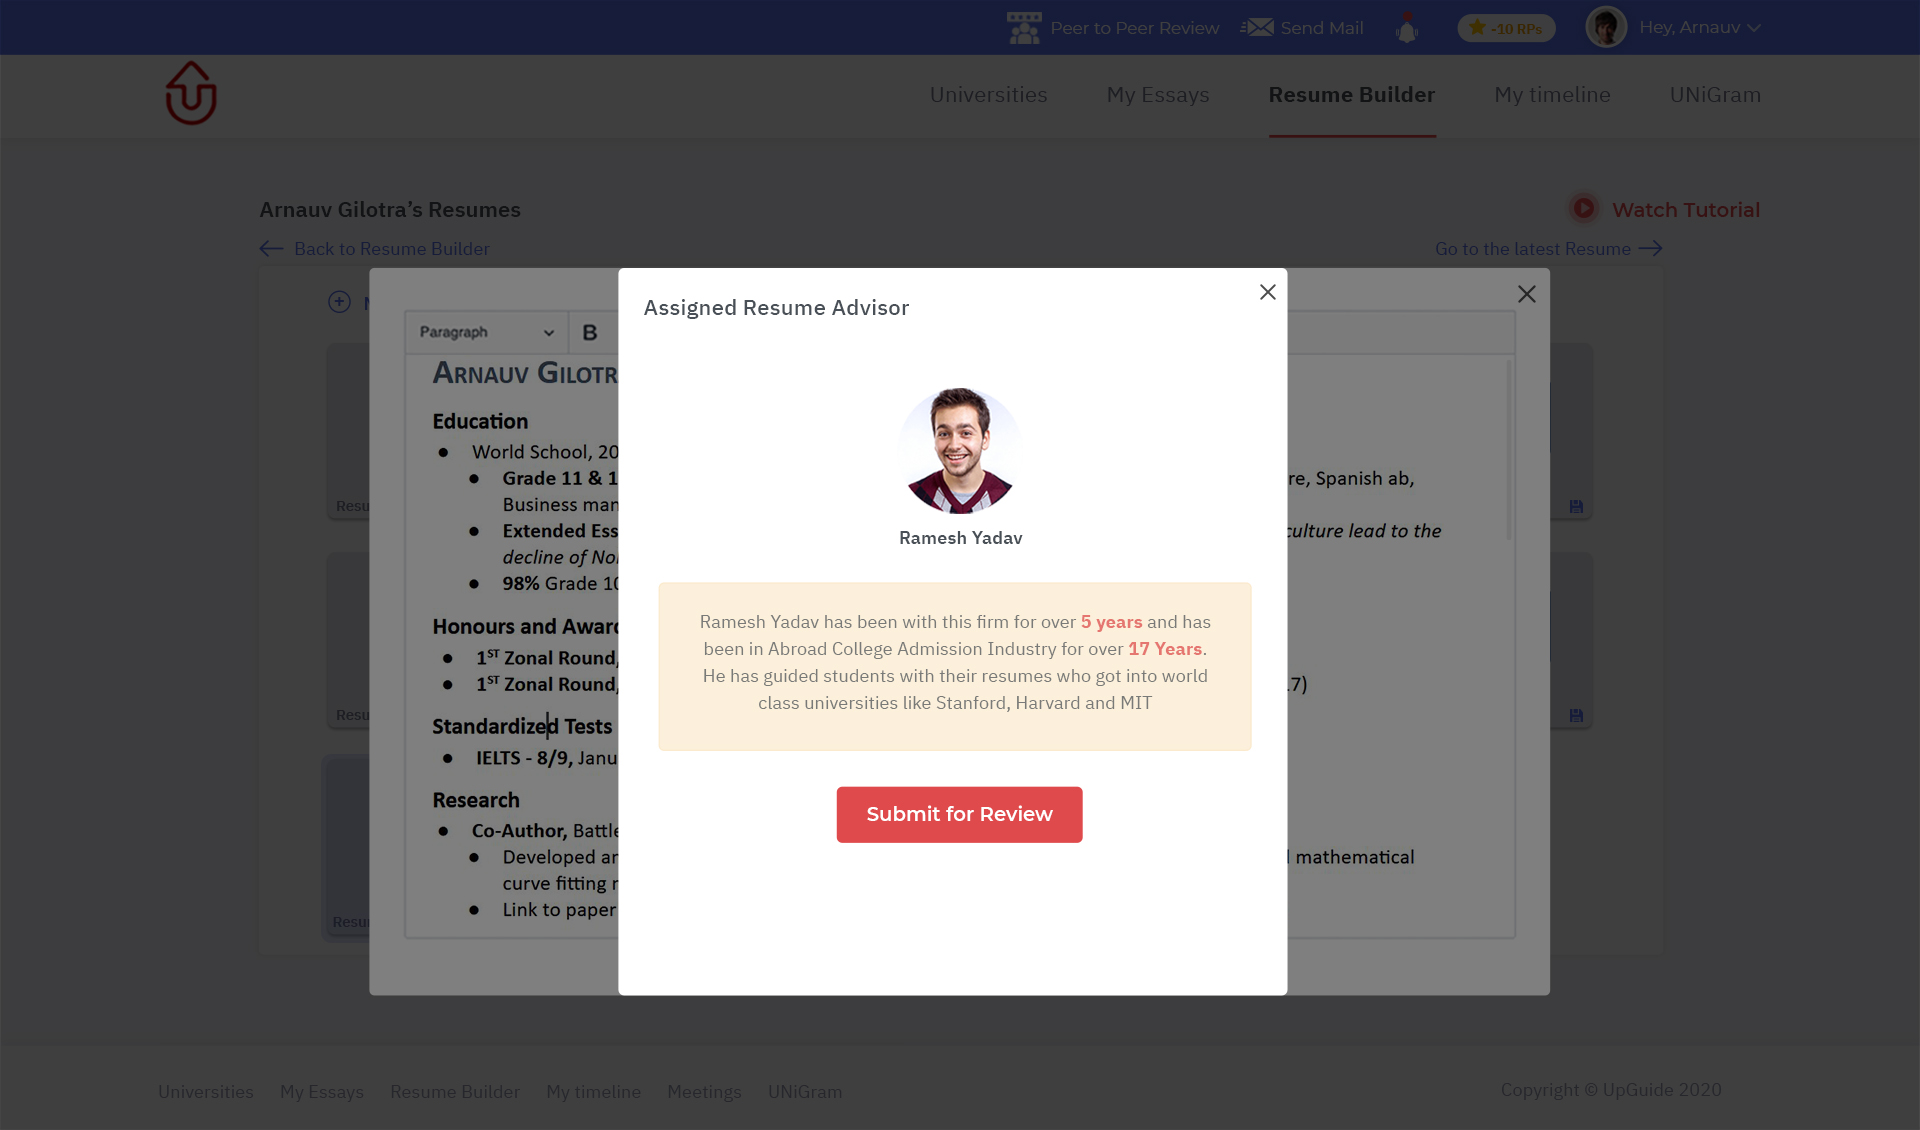 Peer to Peer Review
Send Mail
-10 RPs
Hey, Arnauv
Universities
My Essays
Resume Builder
My timeline
UNiGram
Arnauv Gilotra’s Resumes
Watch Tutorial
Back to Resume Builder
Go to the latest Resume
Paragraph
B
ARNAUV GILOTR
Education
● World School, 20
● Grade 11 & 1
re, Spanish ab,
Business man
● Extended Ess
culture lead to the
decline of No
● 98% Grade 10
Honours and Award
● 1ST Zonal Round,
● 1ST Zonal Round,
17)
Standardized Tests
● IELTS - 8/9, Janu
Research
● Co-Author, Battle
● Developed an
mathematical
curve fitting r
● Link to paper
Resu
Resu
Resu
Assigned Resume Advisor
Ramesh Yadav
Ramesh Yadav has been with this firm for over 5 years and has
been in Abroad College Admission Industry for over 17 Years.
He has guided students with their resumes who got into world
class universities like Stanford, Harvard and MIT
Submit for Review
Universities
My Essays
Resume Builder
My timeline
Meetings
UNiGram
Copyright © UpGuide 2020